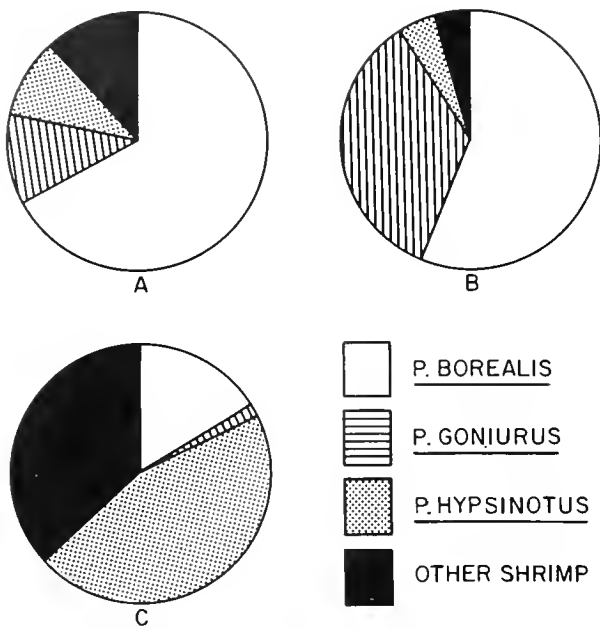 A
B
C
P. BOREALIS
P. GONIURUS
P. HYPSINOTUS
OTHER SHRIMP